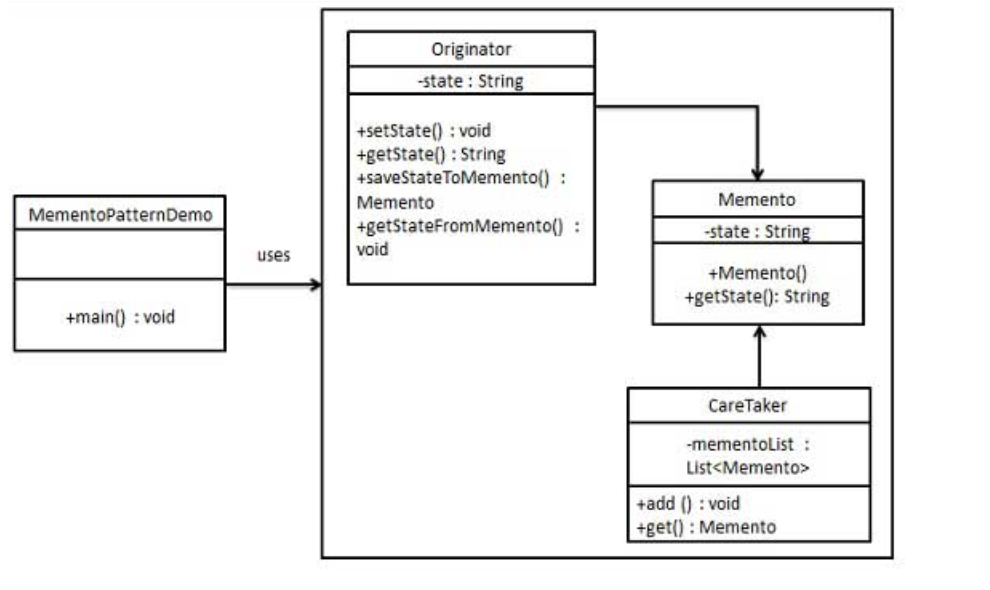 MementoPatternDemo
+main() : void
uses
Originator
-state : String
+setState() : void
+getState() : String
+saveStateToMemento() :
Memento
+getStateFromMemento() :
void
Memento
-state : String
+Memento()
+getState(): String
CareTaker
-mementoList :
List<Memento>
+add () : void
+get() : Memento